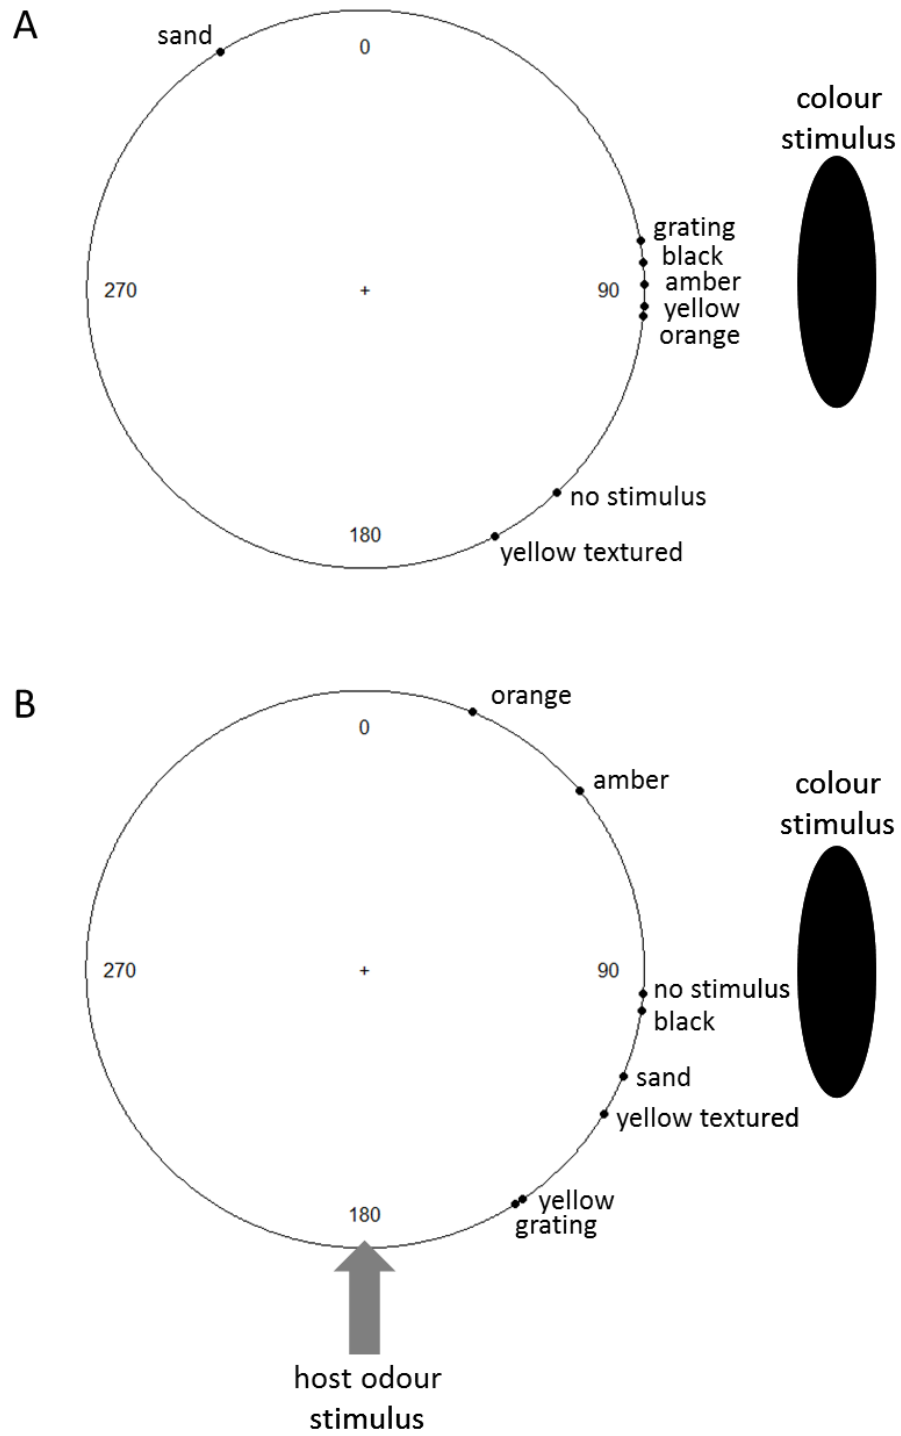 A
sand
0
colour
stimulus
grating
black
270
+
90
amber
yellow
orange
no stimulus
180
yellow textured
B
orange
0
amber
colour
stimulus
270
+
90
no stimulus
black
sand
yellow textured
180
yellow
grating
host odour
stimulus